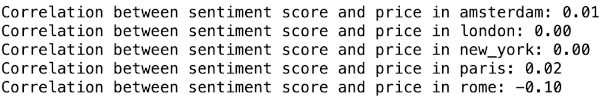 Correlation between sentiment score and price in amsterdam: 0.01
Correlation between sentiment score and price in london: 0.00
Correlation between sentiment score and price in new_york: 0.00
Correlation between sentiment score and price in paris: 0.02
Correlation between sentiment score and price in rome: -0.10